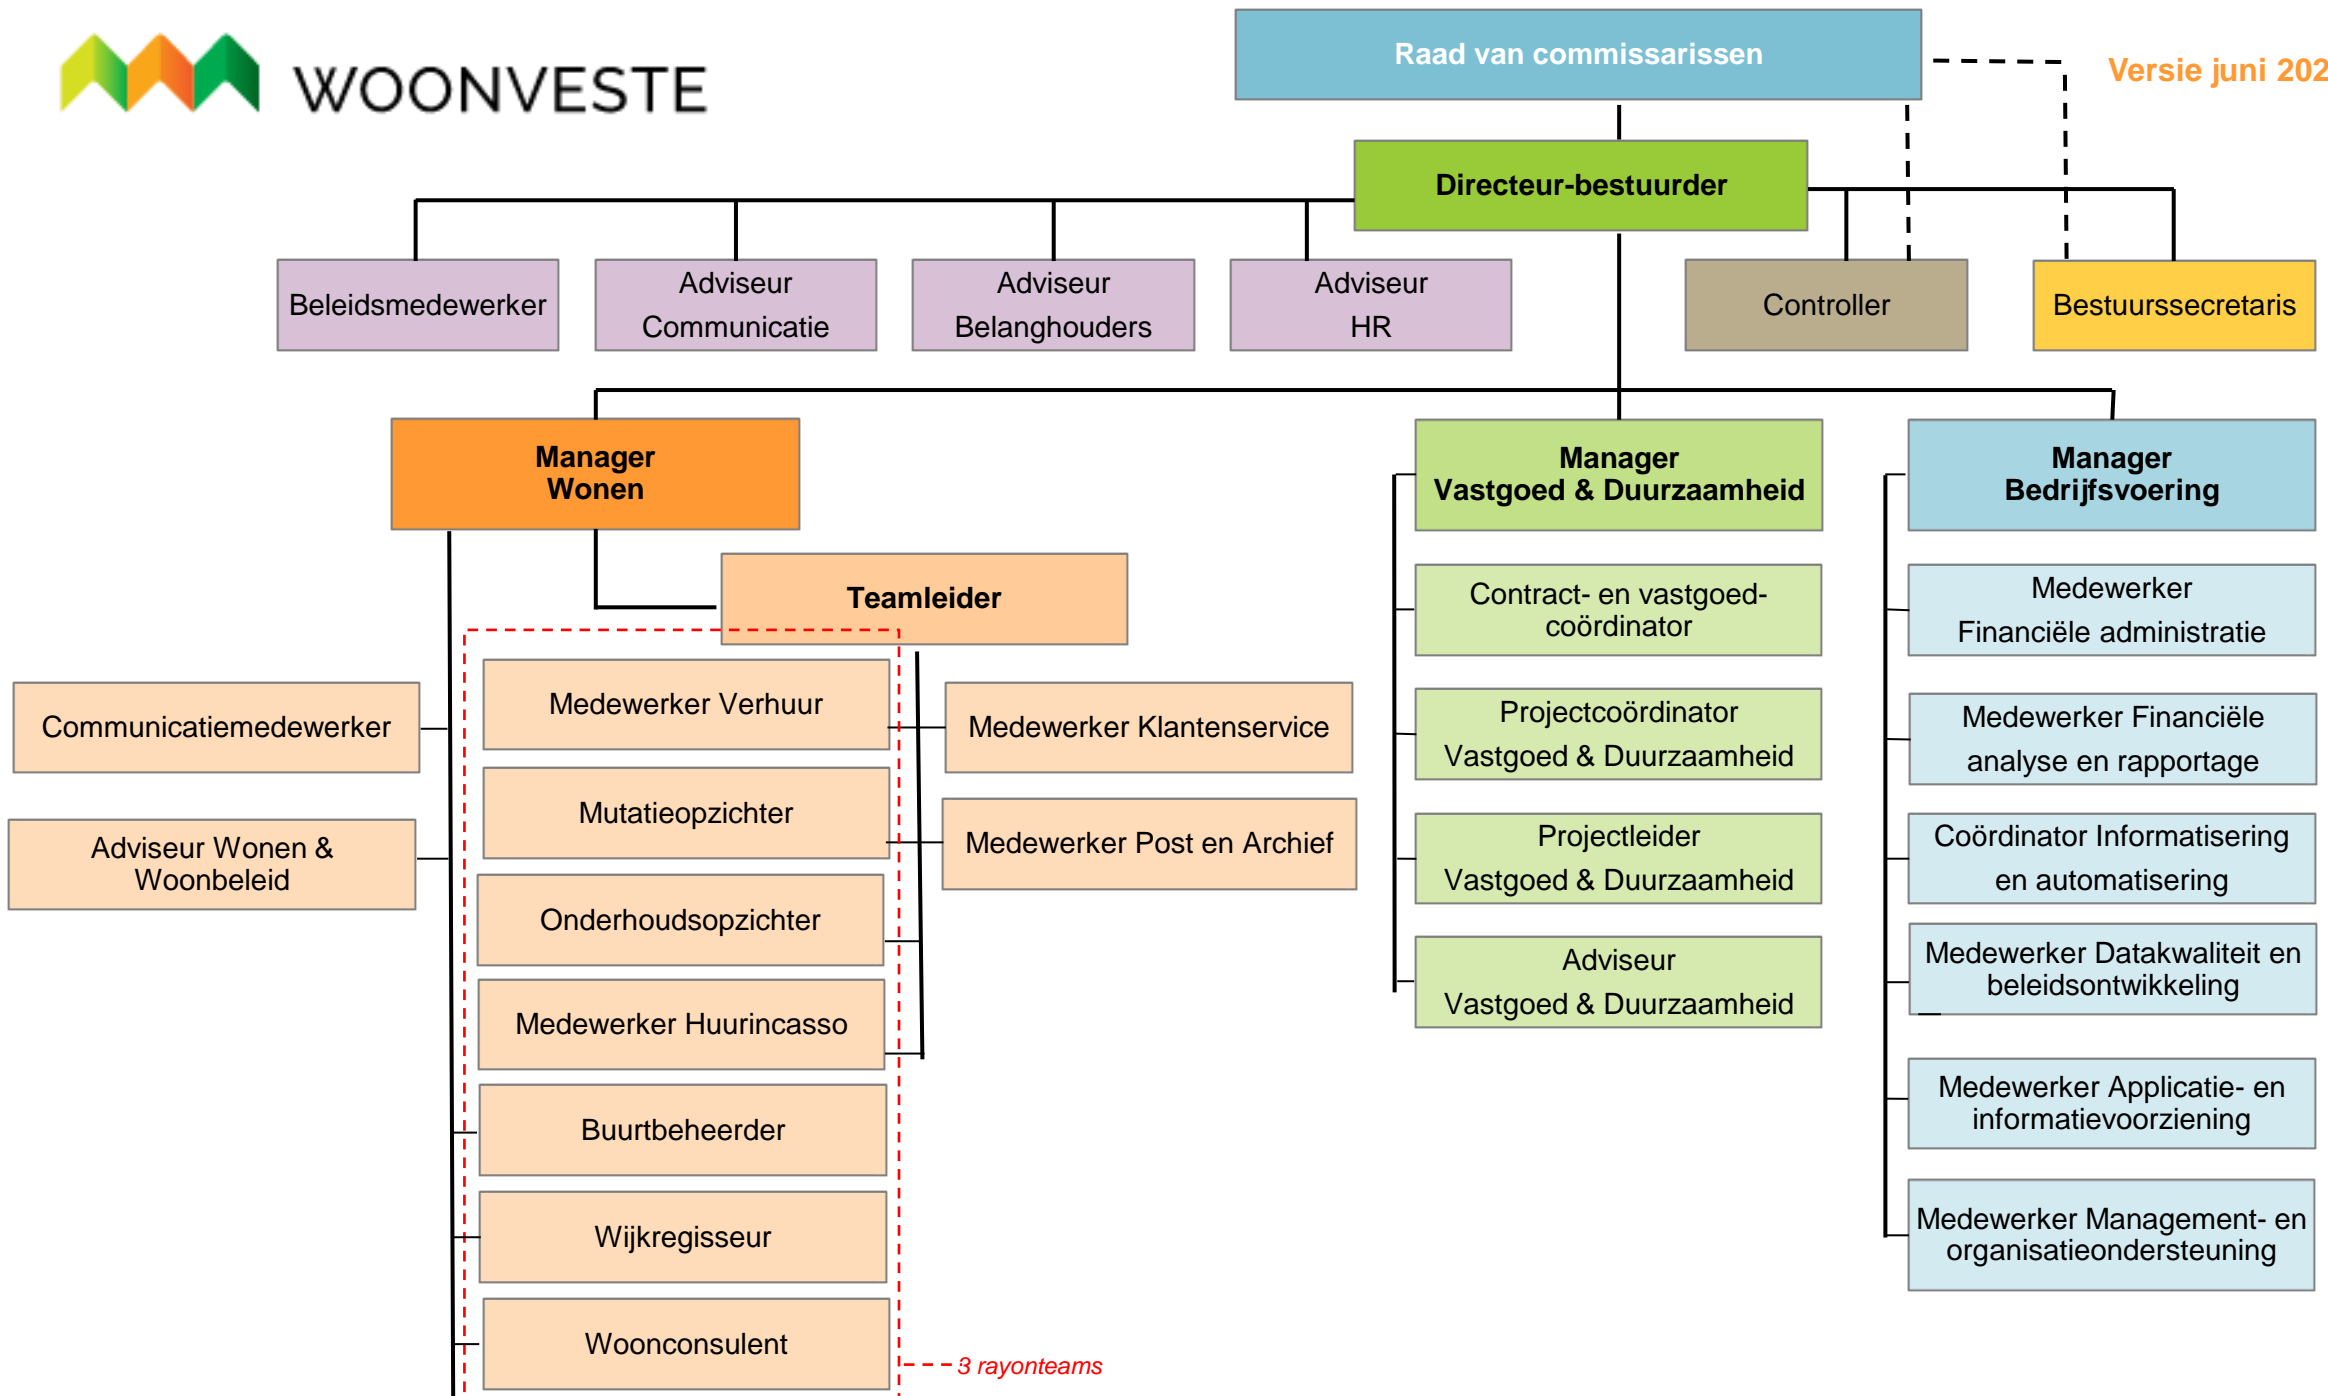 WOONVESTE
Raad van commissarissen
Versie juni 202
Directeur-bestuurder
Beleidsmedewerker
Adviseur
Communicatie
Adviseur
Belanghouders
Adviseur
HR
Controller
Bestuurssecretaris
Manager
Wonen
Manager
Vastgoed & Duurzaamheid
Manager
Bedrijfsvoering
Teamleider
Communicatiemedewerker
Adviseur Wonen &
Woonbeleid
Medewerker Verhuur
Mutatieopzichter
Onderhoudsopzichter
Medewerker Huurincasso
Buurtbeheerder
Wijkregisseur
Woonconsulent
3 rayonteams
Medewerker Klantenservice
Medewerker Post en Archief
Contract- en vastgoed-
coördinator
Projectcoördinator
Vastgoed & Duurzaamheid
Projectleider
Vastgoed & Duurzaamheid
Adviseur
Vastgoed & Duurzaamheid
Medewerker
Financiële administratie
Medewerker Financiële
analyse en rapportage
Coördinator Informatisering
en automatisering
Medewerker Datakwaliteit en
beleidsontwikkeling
Medewerker Applicatie- en
informatievoorziening
Medewerker Management- en
organisatieondersteuning